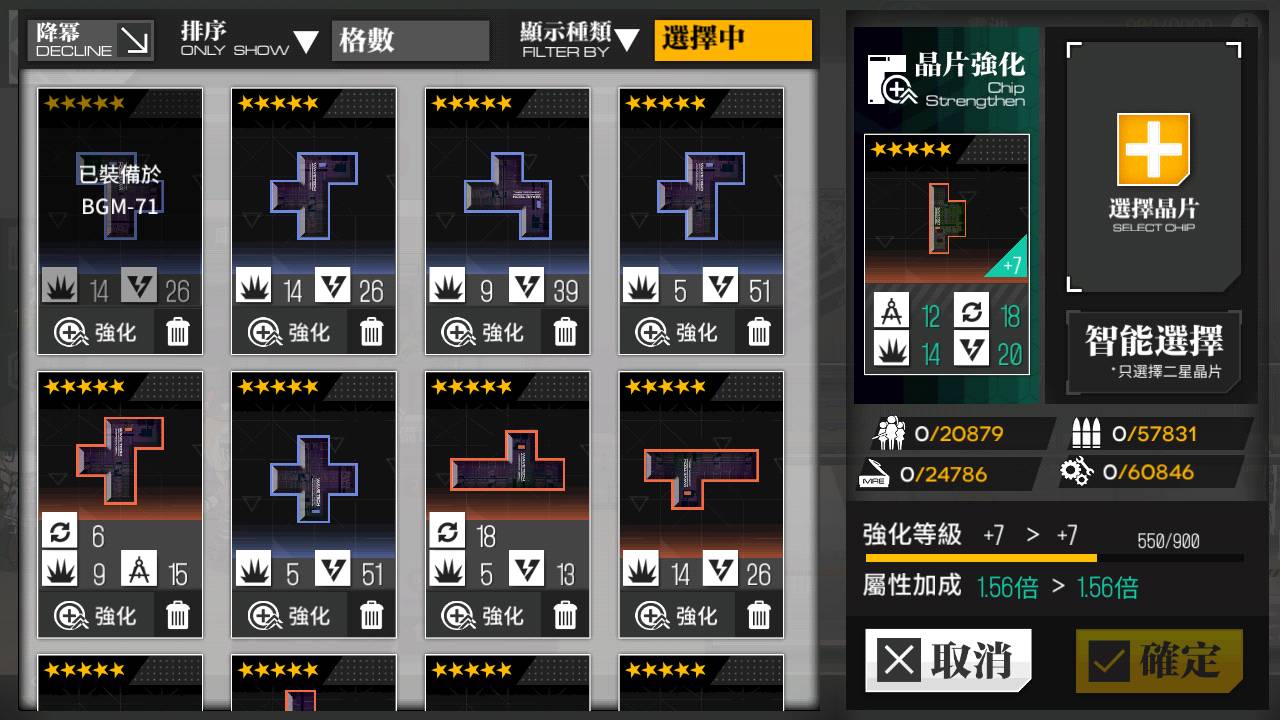 降冪
DECLINE
排序
ONLY SHOW
格數
顯示種類
FILTER BY
選擇中
已裝備於
BGM-71
14 26
強化
14 26
強化
9 39
強化
5 51
強化
6
9 15
強化
5 51
強化
18
5 13
強化
14 26
強化
晶片強化
Chip
Strengthen
+7
12 18
14 20
選擇晶片
SELECT CHIP
智能選擇
*只選擇二星晶片
0/20879
0/57831
MRE
0/24786
0/60846
強化等級 +7 > +7 550/900
屬性加成 1.56倍 > 1.56倍
取消
確定